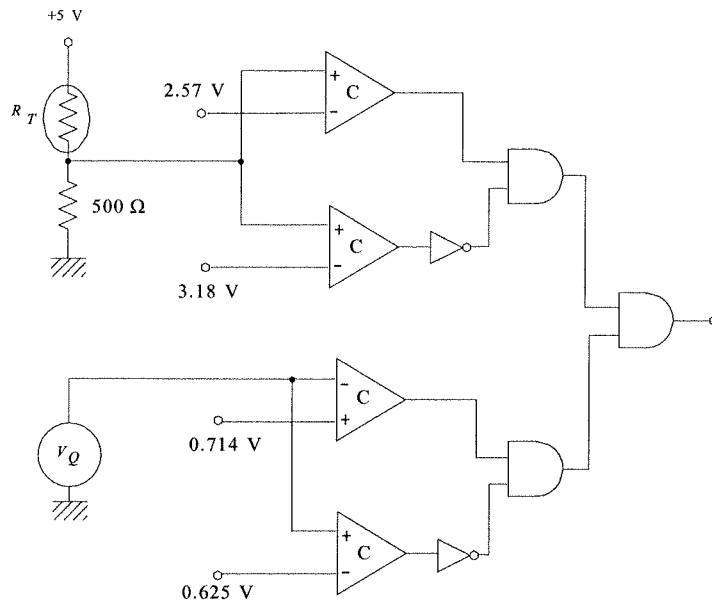 +5 V
2.57 V
+
C
−
R T
500 Ω
+
C
−
3.18 V
−
C
+
0.714 V
V Q
+
C
−
0.625 V